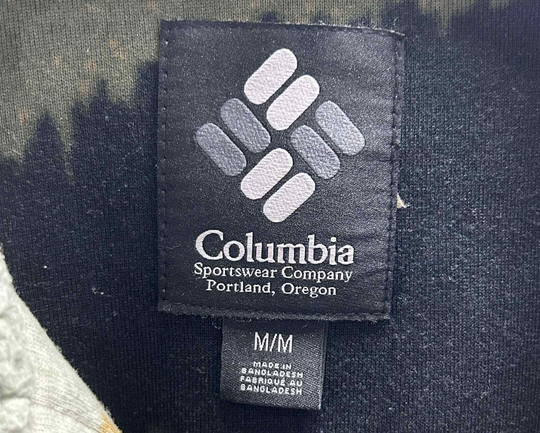 Columbia
Sportswear Company
Portland, Oregon
M/M
MADE IN
BANGLADESH
FABRIQUÉ AU
BANGLADESH